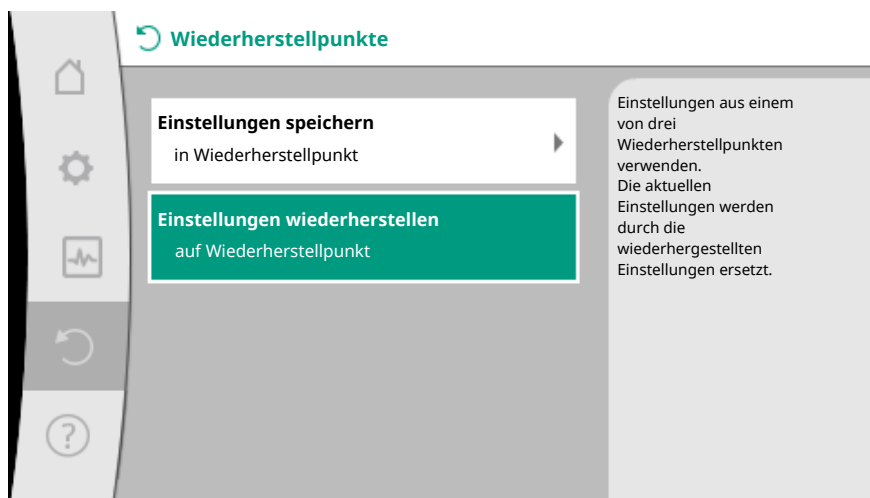 Wiederherstellpunkte
Einstellungen speichern
in Wiederherstellpunkt
Einstellungen wiederherstellen
auf Wiederherstellpunkt
Einstellungen aus einem
von drei
Wiederherstellpunkten
verwenden.
Die aktuellen
Einstellungen werden
durch die
wiederhergestellten
Einstellungen ersetzt.
?